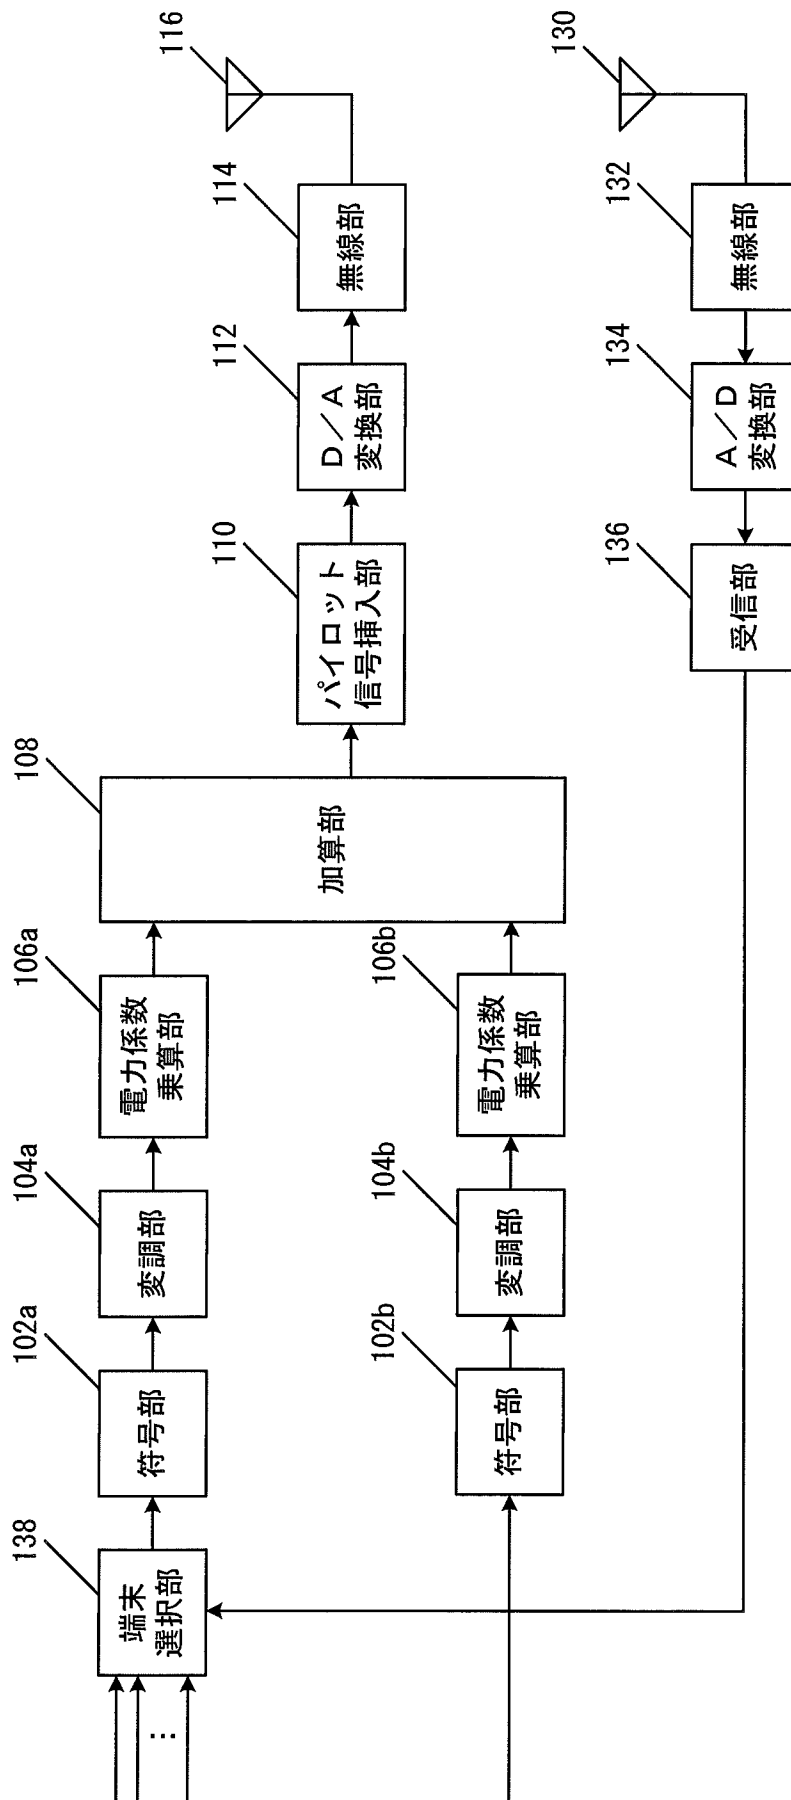 138
端末
選択部
102a
符号部
104a
変調部
106a
電力係数
乗算部
102b
符号部
104b
変調部
106b
電力係数
乗算部
108
加算部
110
パイロット
信号挿入部
112
D/A
変換部
114
無線部
116
130
132
無線部
134
A/D
変換部
136
受信部